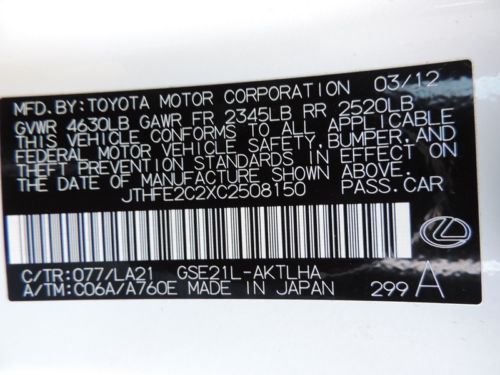 MFD. BY: TOYOTA MOTOR CORPORATION 03/12
GVWR 4630LB GAWR FR 2345LB RR 2520LB
THIS VEHICLE CONFORMS TO ALL APPLICABLE
FEDERAL MOTOR VEHICLE SAFETY, BUMPER, AND
THEFT PREVENTION STANDARDS IN EFFECT ON
THE DATE OF MANUFACTURE SHOWN ABOVE.
JTHFE2C2XC2508150 PASS. CAR
C/TR: 077/LA21 GSE21L-AKTLHA
A/TM: C06A/A760E MADE IN JAPAN 299 A